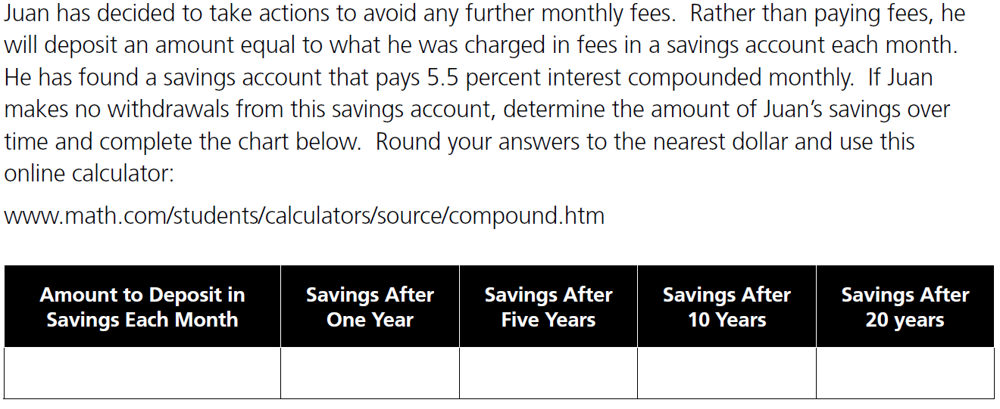 Juan has decided to take actions to avoid any further monthly fees.  Rather than paying fees, he
will deposit an amount equal to what he was charged in fees in a savings account each month.
He has found a savings account that pays 5.5 percent interest compounded monthly.  If Juan
makes no withdrawals from this savings account, determine the amount of Juan’s savings over
time and complete the chart below.  Round your answers to the nearest dollar and use this
online calculator:
www.math.com/students/calculators/source/compound.htm
Amount to Deposit in
Savings Each Month
Savings After
One Year
Savings After
Five Years
Savings After
10 Years
Savings After
20 years